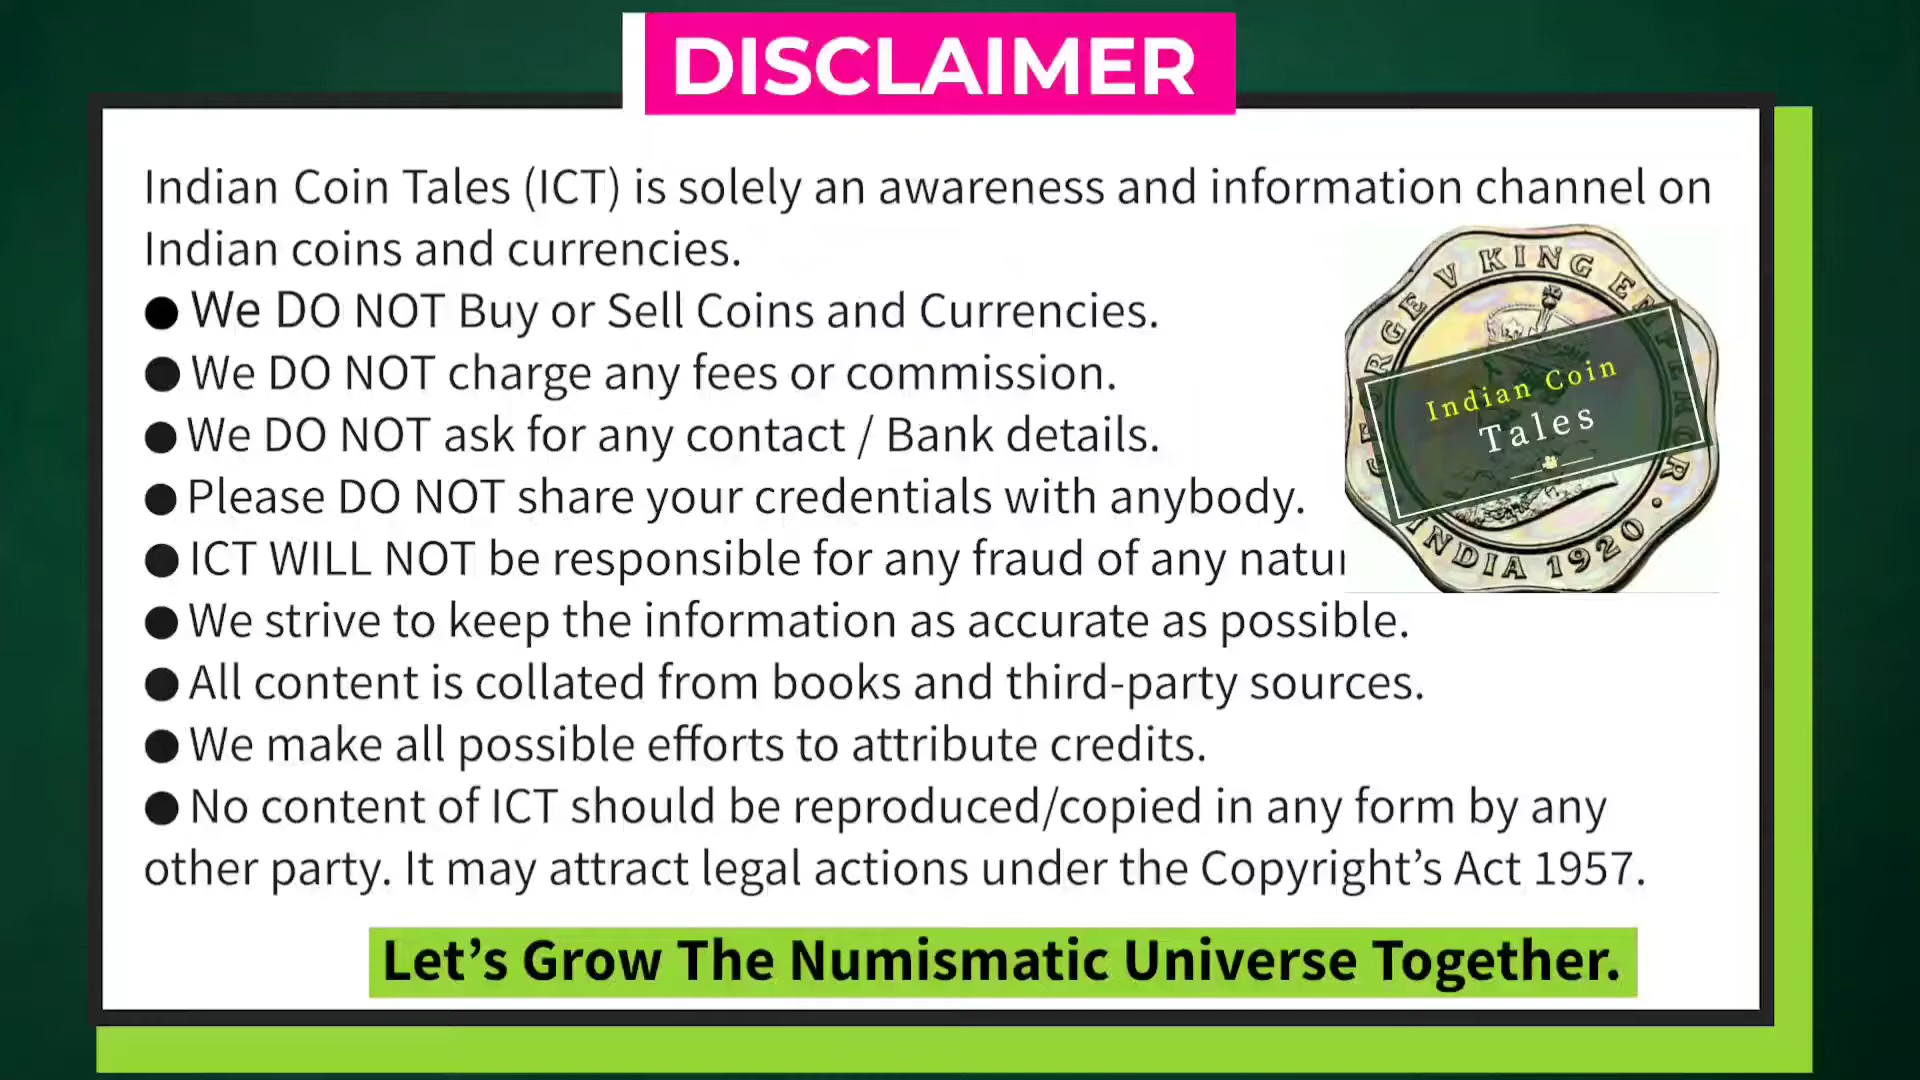 DISCLAIMER
Indian Coin Tales (ICT) is solely an awareness and information channel on
Indian coins and currencies.
● We DO NOT Buy or Sell Coins and Currencies.
● We DO NOT charge any fees or commission.
● We DO NOT ask for any contact / Bank details.
● Please DO NOT share your credentials with anybody.
● ICT WILL NOT be responsible for any fraud of any natur
● We strive to keep the information as accurate as possible.
● All content is collated from books and third-party sources.
● We make all possible efforts to attribute credits.
● No content of ICT should be reproduced/copied in any form by any
other party. It may attract legal actions under the Copyright’s Act 1957.
Let’s Grow The Numismatic Universe Together.
V KING
Indian Coin
Tales
INDIA 1920